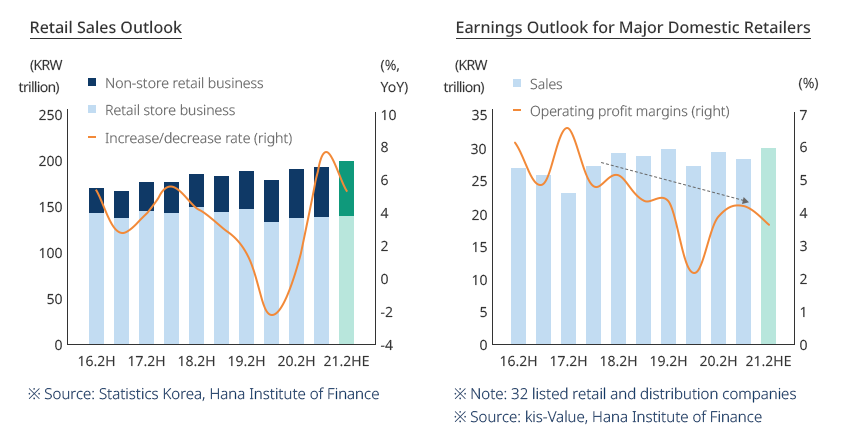 Retail Sales Outlook
(KRW
trillion)
(%,
YoY)
Non-store retail business
Retail store business
Increase/decrease rate (right)
250
200
150
100
50
0
10
8
6
4
2
0
-2
-4
16.2H 17.2H 18.2H 19.2H 20.2H 21.2HE
※ Source: Statistics Korea, Hana Institute of Finance
Earnings Outlook for Major Domestic Retailers
(KRW
trillion)
(%)
Sales
Operating profit margins (right)
35
30
25
20
15
10
5
0
7
6
5
4
3
2
1
0
16.2H 17.2H 18.2H 19.2H 20.2H 21.2HE
※ Note: 32 listed retail and distribution companies
※ Source: kis-Value, Hana Institute of Finance